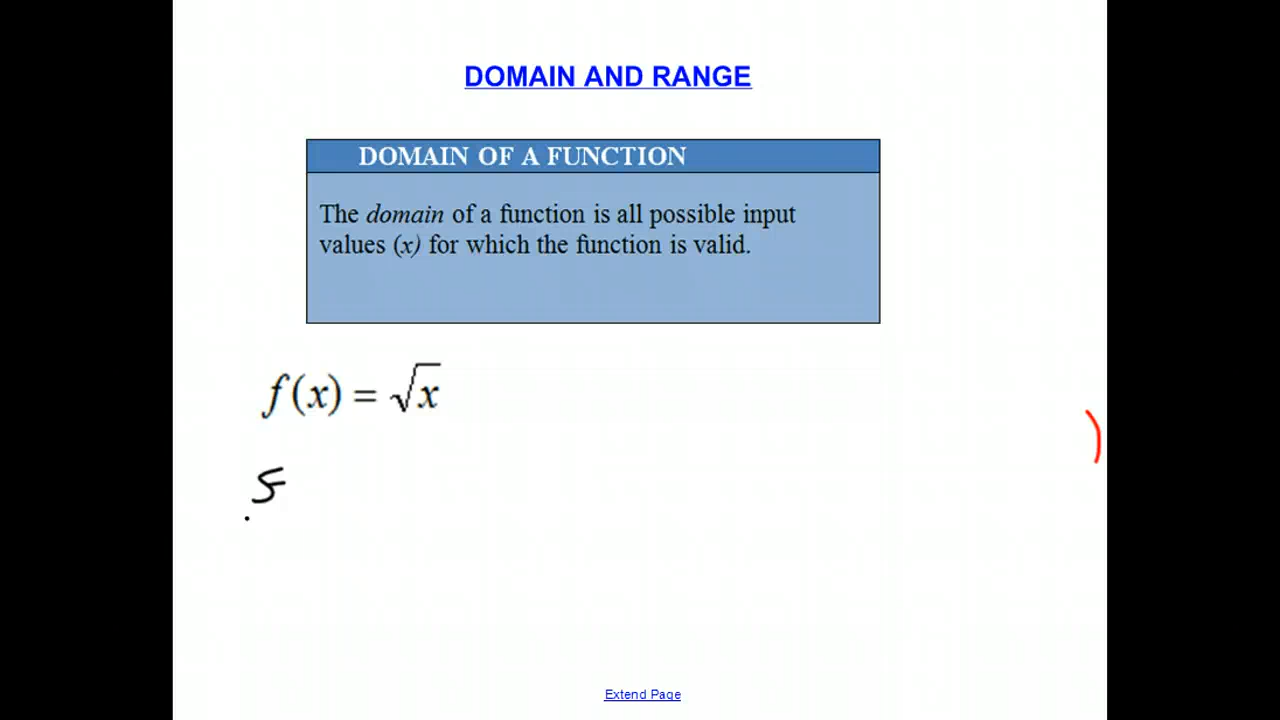 DOMAIN AND RANGE
DOMAIN OF A FUNCTION
The domain of a function is all possible input
values (x) for which the function is valid.
f(x) = √x
5
)
Extend Page